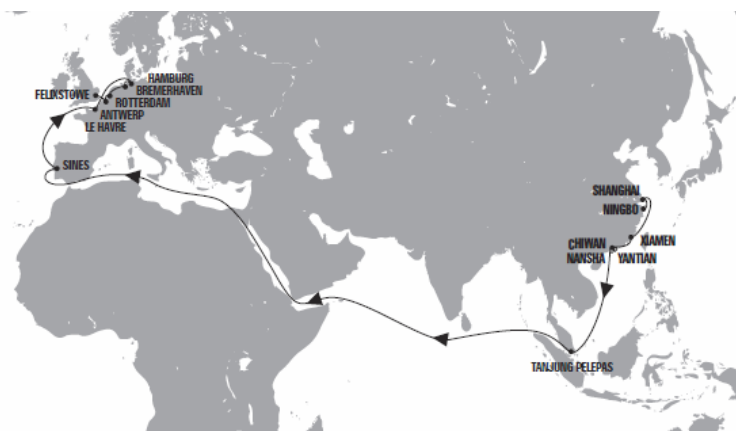 HAMBURG
FELIXSTOWE
BREMERHAVEN
ROTTERDAM
ANTWERP
LE HAVRE
SINES
SHANGHAI
NINGBO
XIAMEN
CHIWAN
NANSHA
YANTIAN
TANJUNG PELEPAS